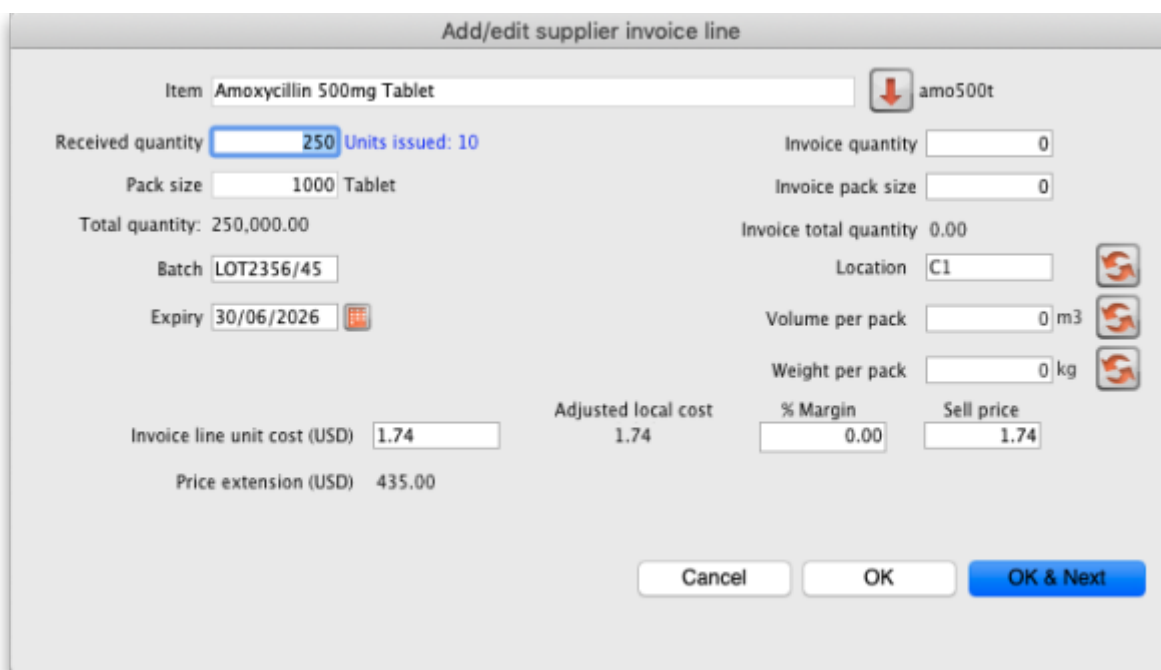 Add/edit supplier invoice line
Item Amoxycillin 500mg Tablet amo500t
Received quantity 250 Units issued: 10 Invoice quantity 0
Pack size 1000 Tablet Invoice pack size 0
Total quantity: 250,000.00 Invoice total quantity 0.00
Batch LOT2356/45 Location C1
Expiry 30/06/2026 Volume per pack 0 m3
Weight per pack 0 kg
Adjusted local cost % Margin Sell price
Invoice line unit cost (USD) 1.74 1.74 0.00 1.74
Price extension (USD) 435.00
Cancel OK OK & Next